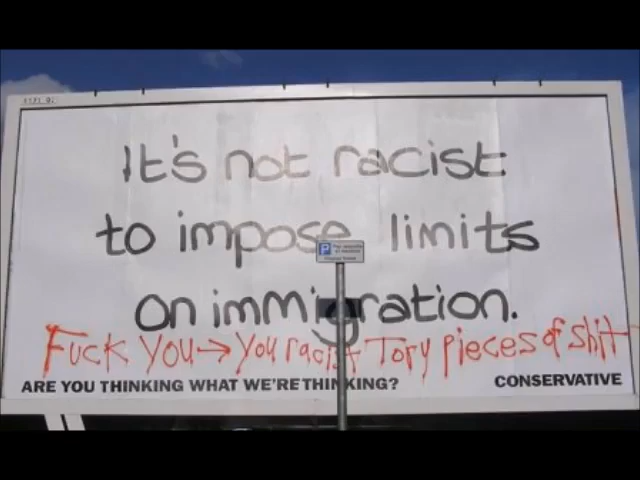 It's not racist
to impose limits
on immigration.
Fuck you → you racist Tory pieces of shit
ARE YOU THINKING WHAT WE'RE THINKING?
CONSERVATIVE
P